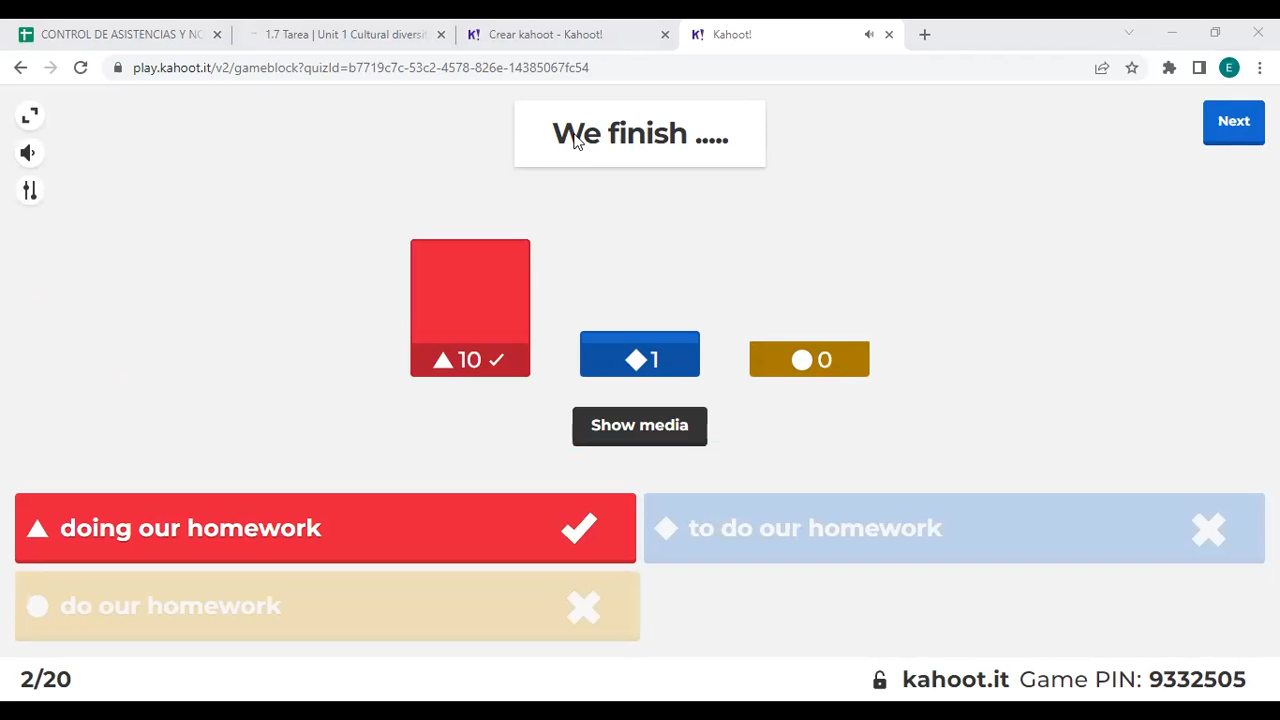 CONTROL DE ASISTENCIAS Y NO
1.7 Tarea | Unit 1 Cultural diversit
K! Crear kahoot - Kahoot!
K! Kahoot!
play.kahoot.it/v2/gameblock?quizId=b7719c7c-53c2-4578-826e-14385067fc54
E
We finish .....
Next
10
1
0
Show media
doing our homework
to do our homework
do our homework
2/20
kahoot.it Game PIN: 9332505